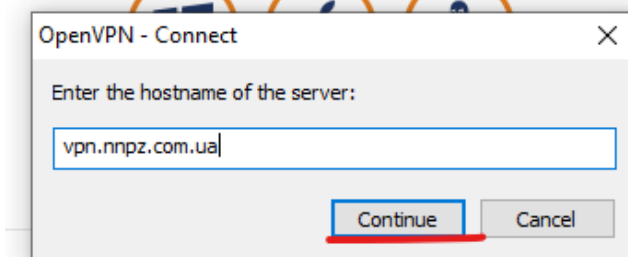 OpenVPN - Connect
Enter the hostname of the server:
vpn.nnpz.com.ua
Continue
Cancel